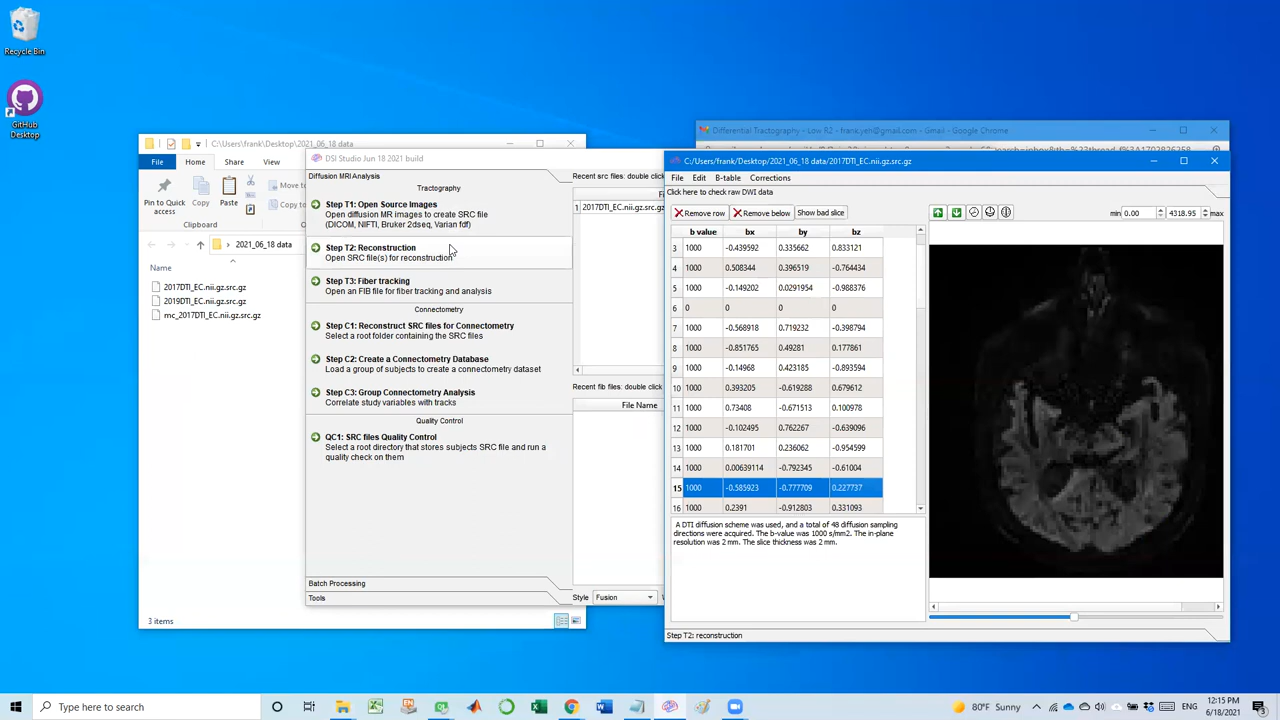 Recycle Bin
GitHub
Desktop
C:\Users\frank\Desktop\2021_06_18 data
File
Home
Share
View
Pin to Quick
access
Copy
Paste
Move to
Copy to
Clipboard
2021_06_18 data
Name
2017DTI_EC.nii.gz.src.gz
2019DTI_EC.nii.gz.src.gz
mc_2017DTI_EC.nii.gz.src.gz
3 items
DSI Studio Jun 18 2021 build
Diffusion MRI Analysis
Tractography
Step T1: Open Source Images
Open diffusion MR images to create SRC file
(DICOM, NIFTI, Bruker 2dseq, Varian fdf)
Step T2: Reconstruction
Open SRC file(s) for reconstruction
Step T3: Fiber tracking
Open an FIB file for fiber tracking and analysis
Connectometry
Step C1: Reconstruct SRC files for Connectometry
Select a root folder containing the SRC files
Step C2: Create a Connectometry Database
Load a group of subjects to create a connectometry dataset
Step C3: Group Connectometry Analysis
Correlate study variables with tracks
Quality Control
QC1: SRC files Quality Control
Select a root directory that stores subjects SRC file and run a
quality check on them
Batch Processing
Tools
Recent src files: double click
1 2017DTI_EC.nii.gz.src.gz
Recent fib files: double click
File Name
Style Fusion
Differential Tractography - Low R2 - frank.yeh@gmail.com - Gmail - Google Chrome
C:/Users/frank/Desktop/2021_06_18 data/2017DTI_EC.nii.gz.src.gz
File Edit B-table Corrections
Click here to check raw DWI data
Remove row Remove below Show bad slice
min 0.00 4318.95 max
b value bx by bz
3 1000 -0.439592 0.335662 0.833121
4 1000 0.508344 0.396519 -0.764434
5 1000 -0.149202 0.0291954 -0.988376
6 0 0 0 0
7 1000 -0.568918 0.719232 -0.398794
8 1000 -0.851765 0.49281 0.177861
9 1000 -0.14968 0.423185 -0.893594
10 1000 0.393205 -0.619288 0.679612
11 1000 0.73408 -0.671513 0.100978
12 1000 -0.102495 0.762267 -0.639096
13 1000 0.181701 0.236062 -0.954599
14 1000 0.00639114 -0.792345 -0.61004
15 1000 -0.585923 -0.777709 0.227737
16 1000 0.2391 -0.912803 0.331093
A DTI diffusion scheme was used, and a total of 48 diffusion sampling
directions were acquired. The b-value was 1000 s/mm2. The in-plane
resolution was 2 mm. The slice thickness was 2 mm.
Step T2: reconstruction
Type here to search
80°F Sunny
ENG
12:15 PM
6/18/2021
3